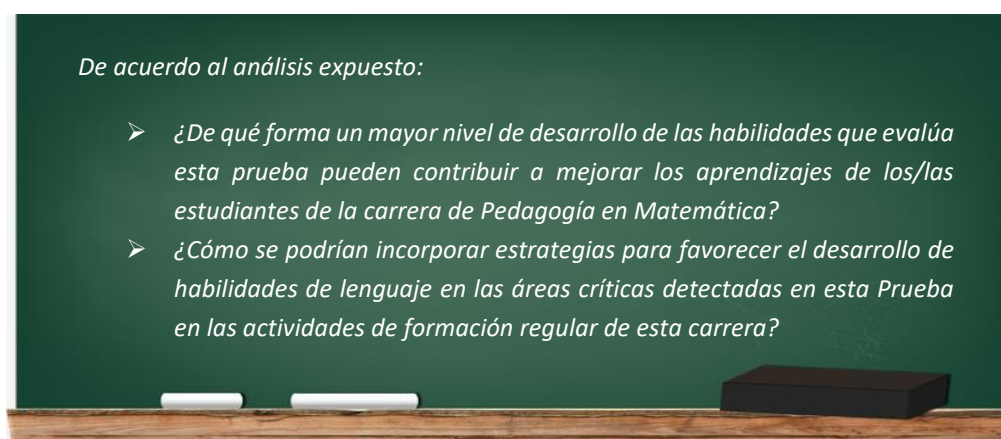 De acuerdo al análisis expuesto:
➢ ¿De qué forma un mayor nivel de desarrollo de las habilidades que evalúa
esta prueba pueden contribuir a mejorar los aprendizajes de los/las
estudiantes de la carrera de Pedagogía en Matemática?
➢ ¿Cómo se podrían incorporar estrategias para favorecer el desarrollo de
habilidades de lenguaje en las áreas críticas detectadas en esta Prueba
en las actividades de formación regular de esta carrera?